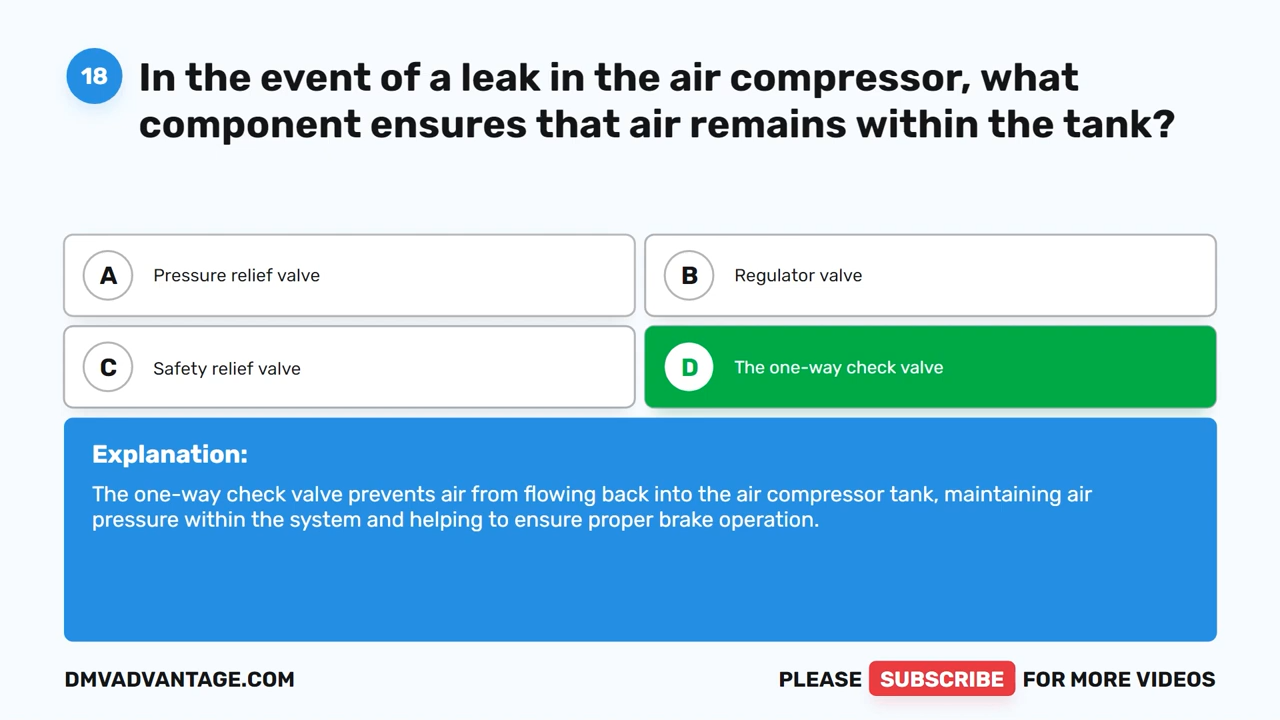 18
In the event of a leak in the air compressor, what
component ensures that air remains within the tank?
A Pressure relief valve
B Regulator valve
C Safety relief valve
D The one-way check valve
Explanation:
The one-way check valve prevents air from flowing back into the air compressor tank, maintaining air
pressure within the system and helping to ensure proper brake operation.
DMVADVANTAGE.COM
PLEASE SUBSCRIBE FOR MORE VIDEOS